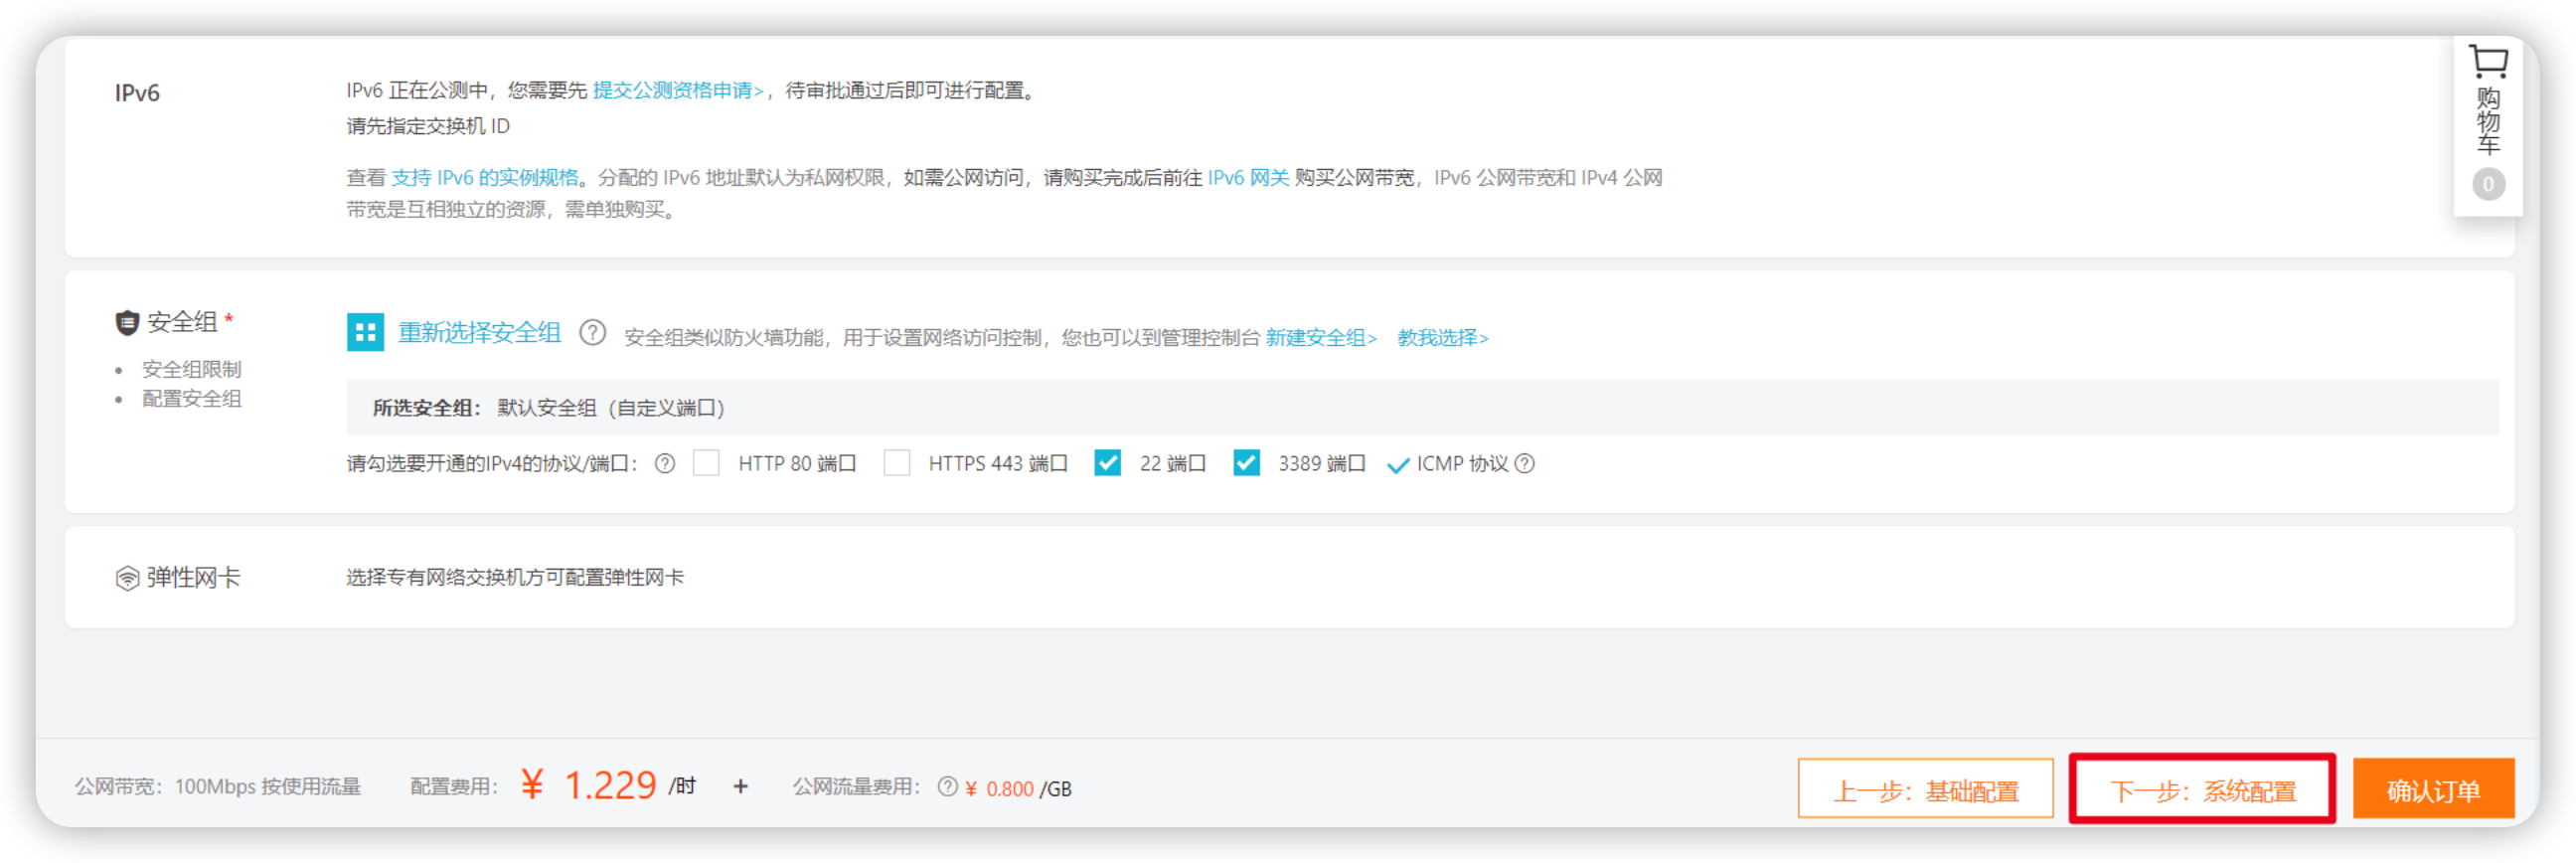 购物车
0
IPv6
IPv6 正在公测中，您需要先 提交公测资格申请>，待审批通过后即可进行配置。
请先指定交换机 ID
查看 支持 IPv6 的实例规格。分配的 IPv6 地址默认为私网权限，如需公网访问，请购买完成后前往 IPv6 网关 购买公网带宽，IPv6 公网带宽和 IPv4 公网
带宽是互相独立的资源，需单独购买。
安全组 *
安全组限制
配置安全组
重新选择安全组 ? 安全组类似防火墙功能，用于设置网络访问控制，您也可以到管理控制台 新建安全组> 教我选择>
所选安全组： 默认安全组（自定义端口）
请勾选要开通的IPv4的协议/端口： ? HTTP 80 端口 HTTPS 443 端口 22 端口 3389 端口 ICMP 协议 ?
弹性网卡 选择专有网络交换机方可配置弹性网卡
公网带宽：100Mbps 按使用流量 配置费用： ¥ 1.229 /时 + 公网流量费用： ? ¥ 0.800 /GB
上一步：基础配置 下一步：系统配置 确认订单